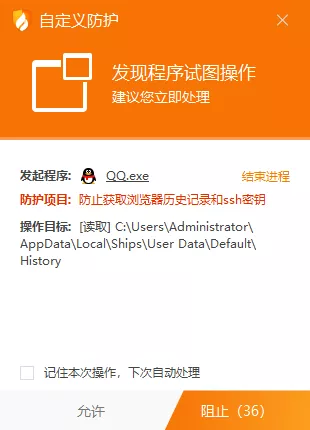 自定义防护
发现程序试图操作
建议您立即处理
发起程序: QQ.exe 结束进程
防护项目: 防止获取浏览器历史记录和ssh密钥
操作目标: [读取] C:\Users\Administrator\
AppData\Local\Ships\User Data\Default\
History
记住本次操作，下次自动处理
允许 阻止（36）